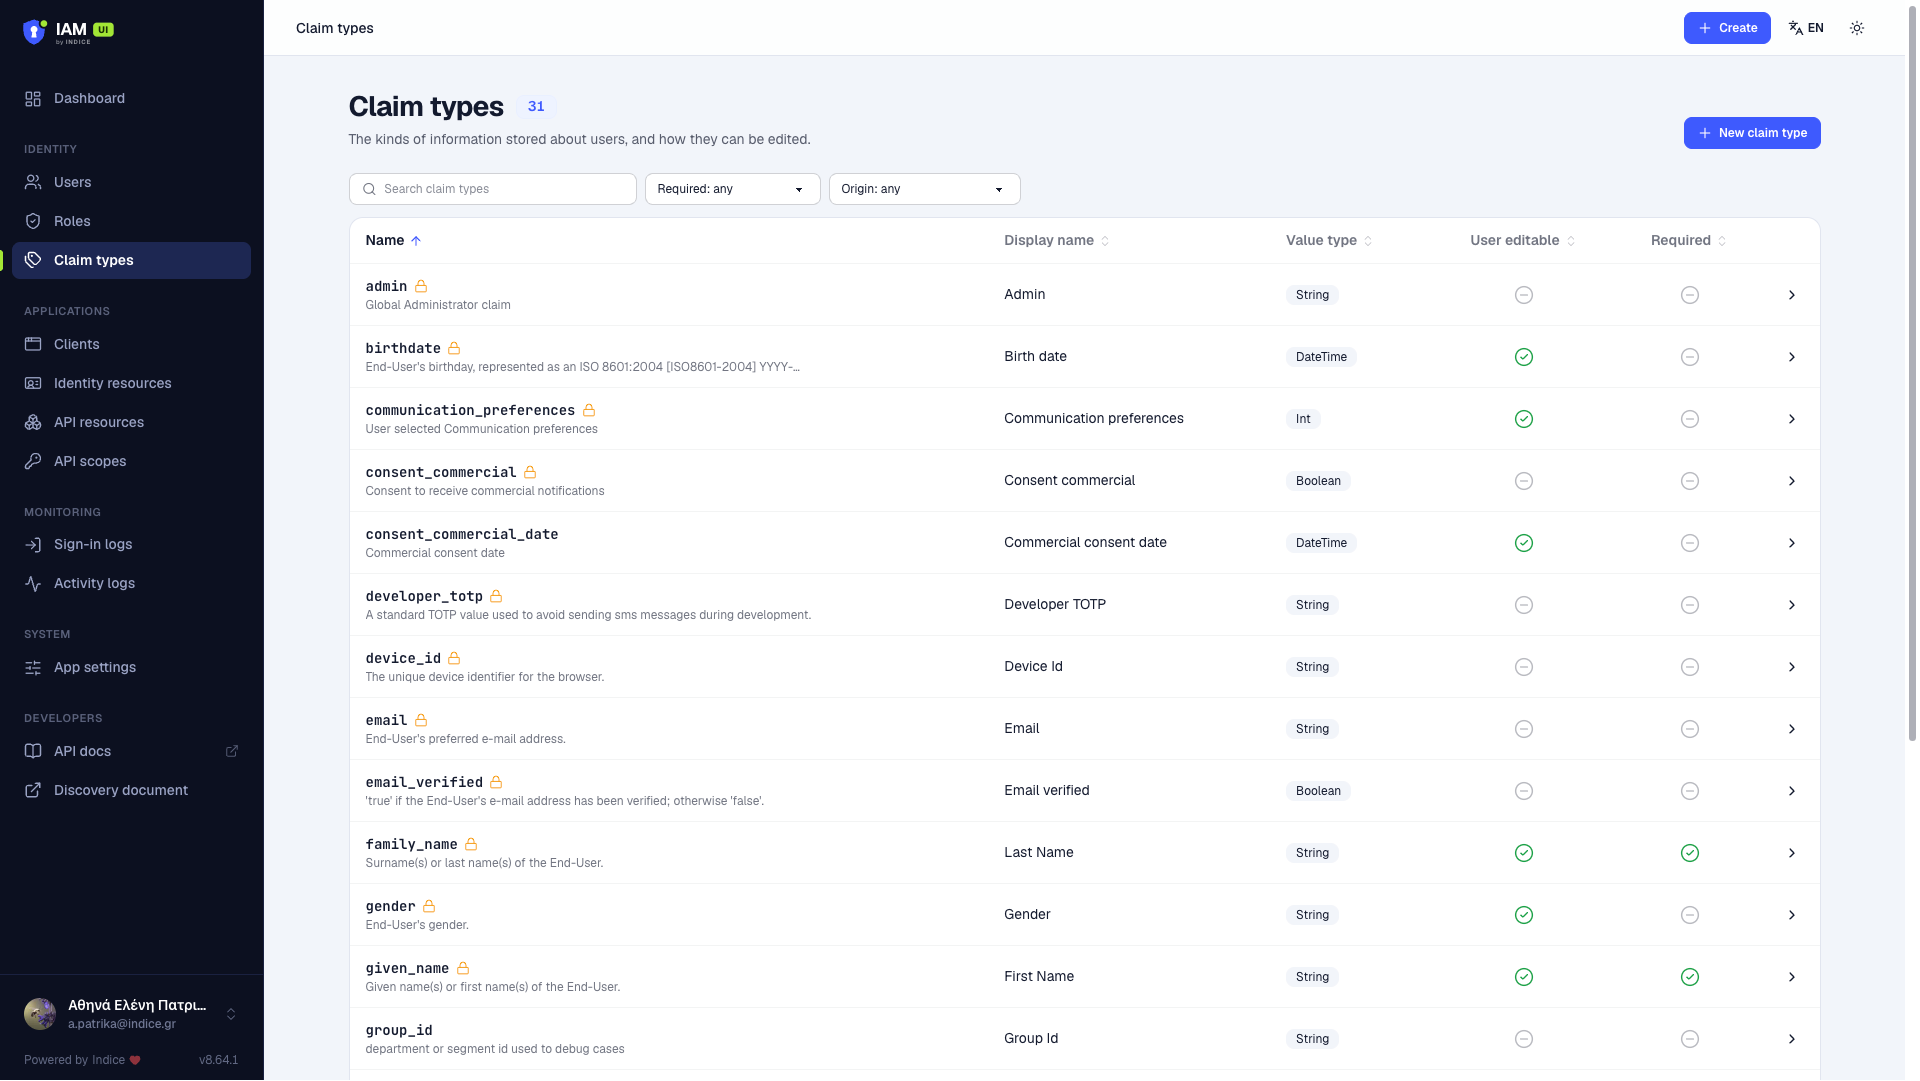 IAM UI
by INDICE
Dashboard
IDENTITY
Users
Roles
Claim types
APPLICATIONS
Clients
Identity resources
API resources
API scopes
MONITORING
Sign-in logs
Activity logs
SYSTEM
App settings
DEVELOPERS
API docs
Discovery document
Αθηνά Ελένη Πατρι...
a.patrika@indice.gr
Powered by Indice
v8.64.1
Claim types
Create
EN
Claim types 31
The kinds of information stored about users, and how they can be edited.
New claim type
Search claim types
Required: any
Origin: any
Name Display name Value type User editable Required
admin
Global Administrator claim
Admin
String
birthdate
End-User's birthday, represented as an ISO 8601:2004 [ISO8601-2004] YYYY-...
Birth date
DateTime
communication_preferences
User selected Communication preferences
Communication preferences
Int
consent_commercial
Consent to receive commercial notifications
Consent commercial
Boolean
consent_commercial_date
Commercial consent date
Commercial consent date
DateTime
developer_totp
A standard TOTP value used to avoid sending sms messages during development.
Developer TOTP
String
device_id
The unique device identifier for the browser.
Device Id
String
email
End-User's preferred e-mail address.
Email
String
email_verified
'true' if the End-User's e-mail address has been verified; otherwise 'false'.
Email verified
Boolean
family_name
Surname(s) or last name(s) of the End-User.
Last Name
String
gender
End-User's gender.
Gender
String
given_name
Given name(s) or first name(s) of the End-User.
First Name
String
group_id
department or segment id used to debug cases
Group Id
String